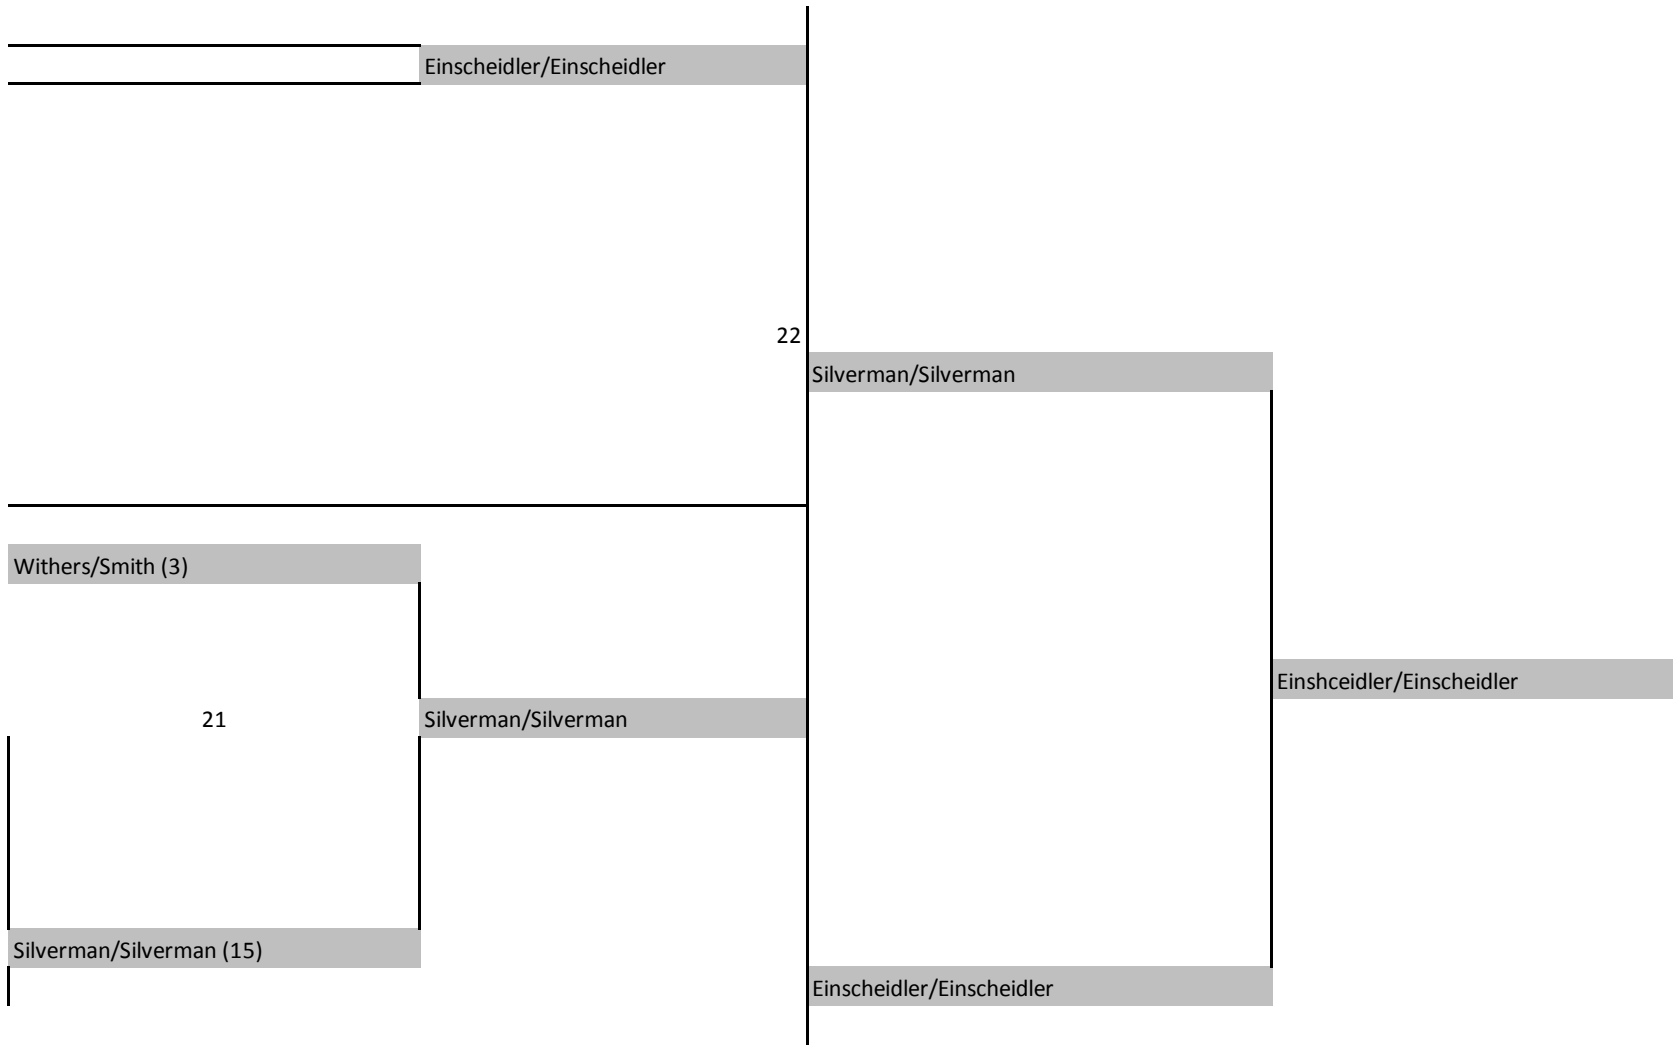 Einscheidler/Einscheidler
22
Silverman/Silverman
Withers/Smith (3)
Einshceidler/Einscheidler
21
Silverman/Silverman
Silverman/Silverman (15)
Einscheidler/Einscheidler